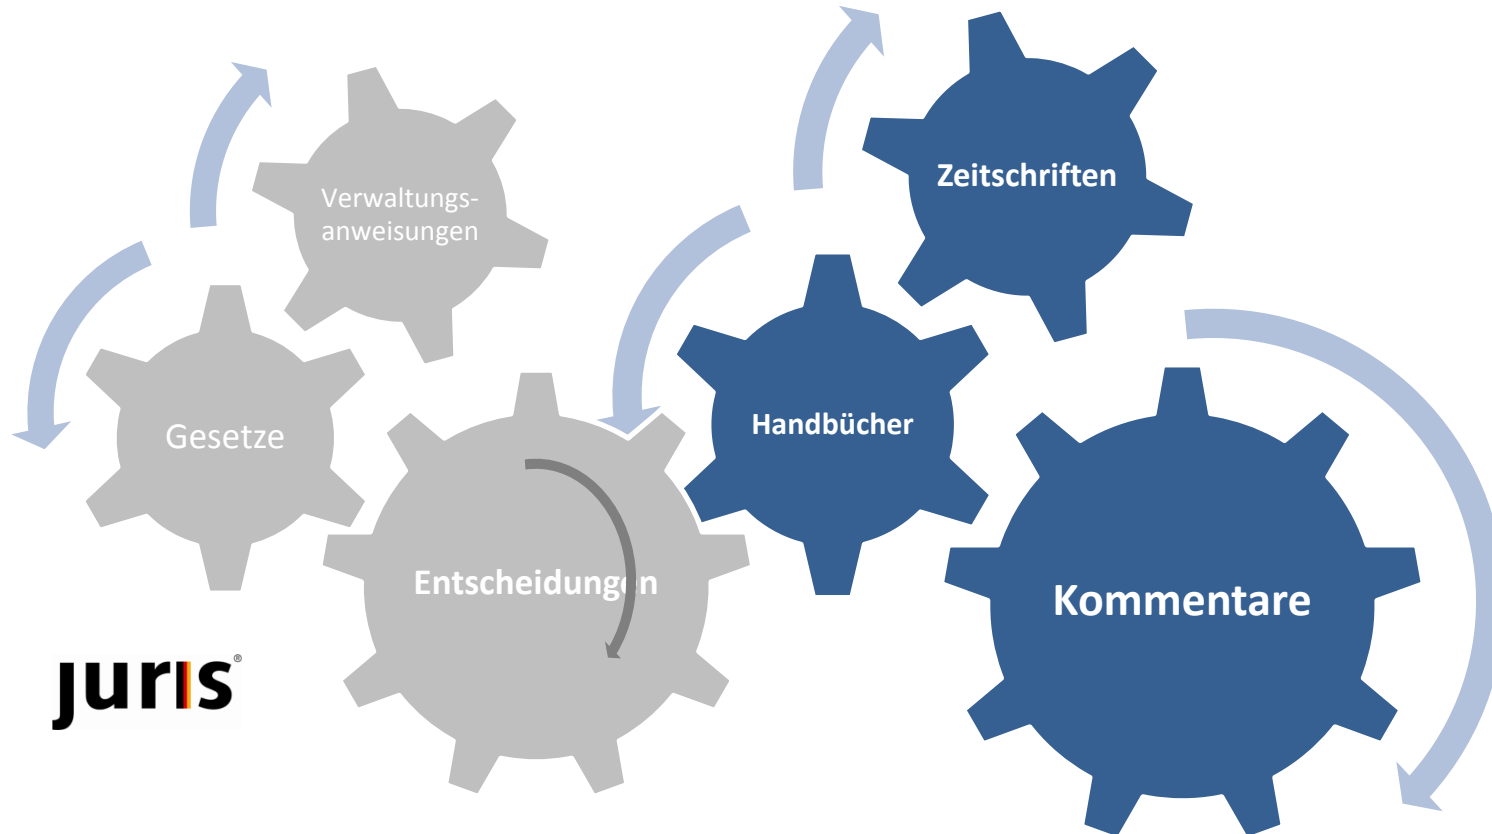 Verwaltungs-
anweisungen
Zeitschriften
Gesetze
Handbücher
Entscheidungen
Kommentare
juris®